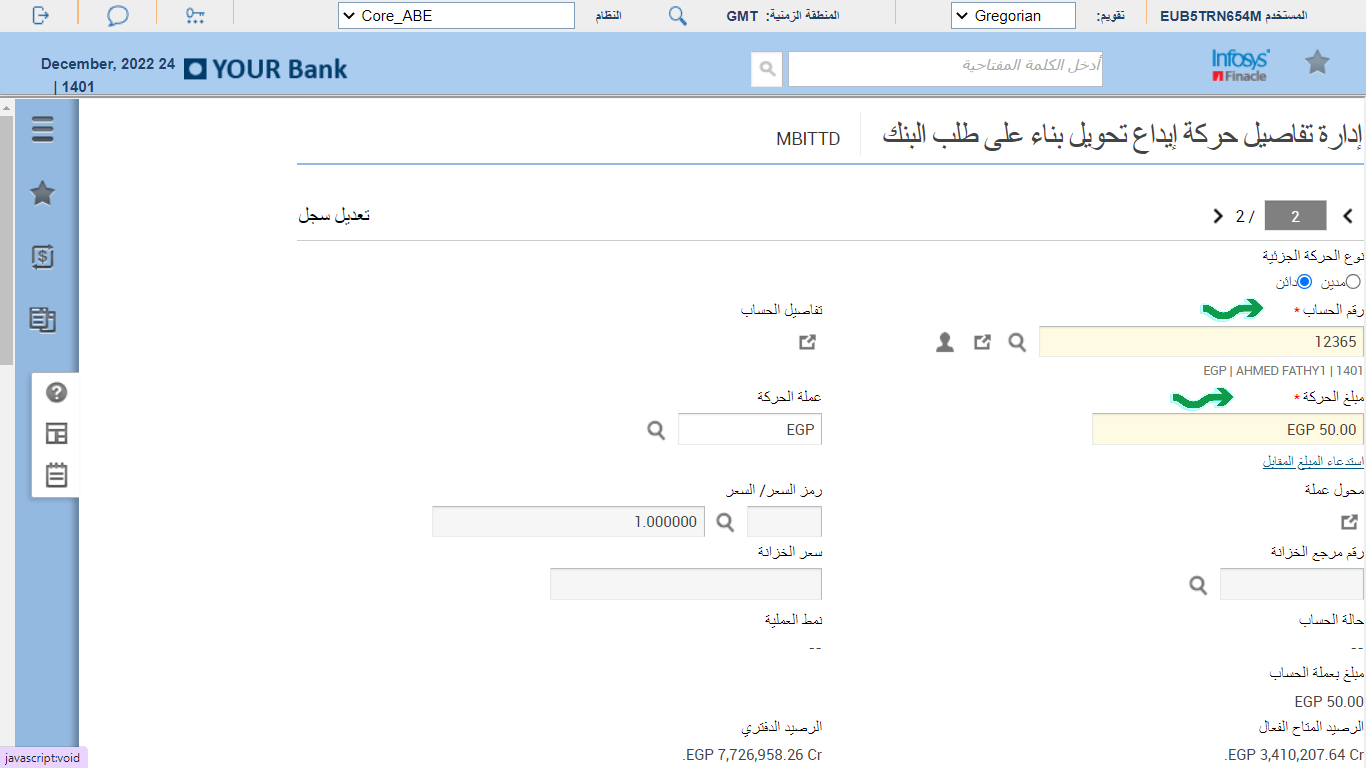 المستخدم EUB5TRN654M تقويم: Gregorian المنطقة الزمنية: GMT النظام Core_ABE
Infosys
Finacle
أدخل الكلمة المفتاحية
YOUR Bank
December, 2022 24
| 1401
إدارة تفاصيل حركة إيداع تحويل بناء على طلب البنك MBITTD
2 / 2 تعديل سجل
نوع الحركة الجزئية
مدين دائن
رقم الحساب * تفاصيل الحساب
12365
EGP | AHMED FATHY1 | 1401
مبلغ الحركة * عملة الحركة
EGP 50.00 EGP
استدعاء المبلغ المقابل
محول عملة رمز السعر/ السعر
1.000000
رقم مرجع الخزانة سعر الخزانة
حالة الحساب نمط العملية
-- --
مبلغ بعملة الحساب
EGP 50.00
الرصيد المتاح الفعال الرصيد الدفتري
.EGP 3,410,207.64 Cr .EGP 7,726,958.26 Cr
javascript:void